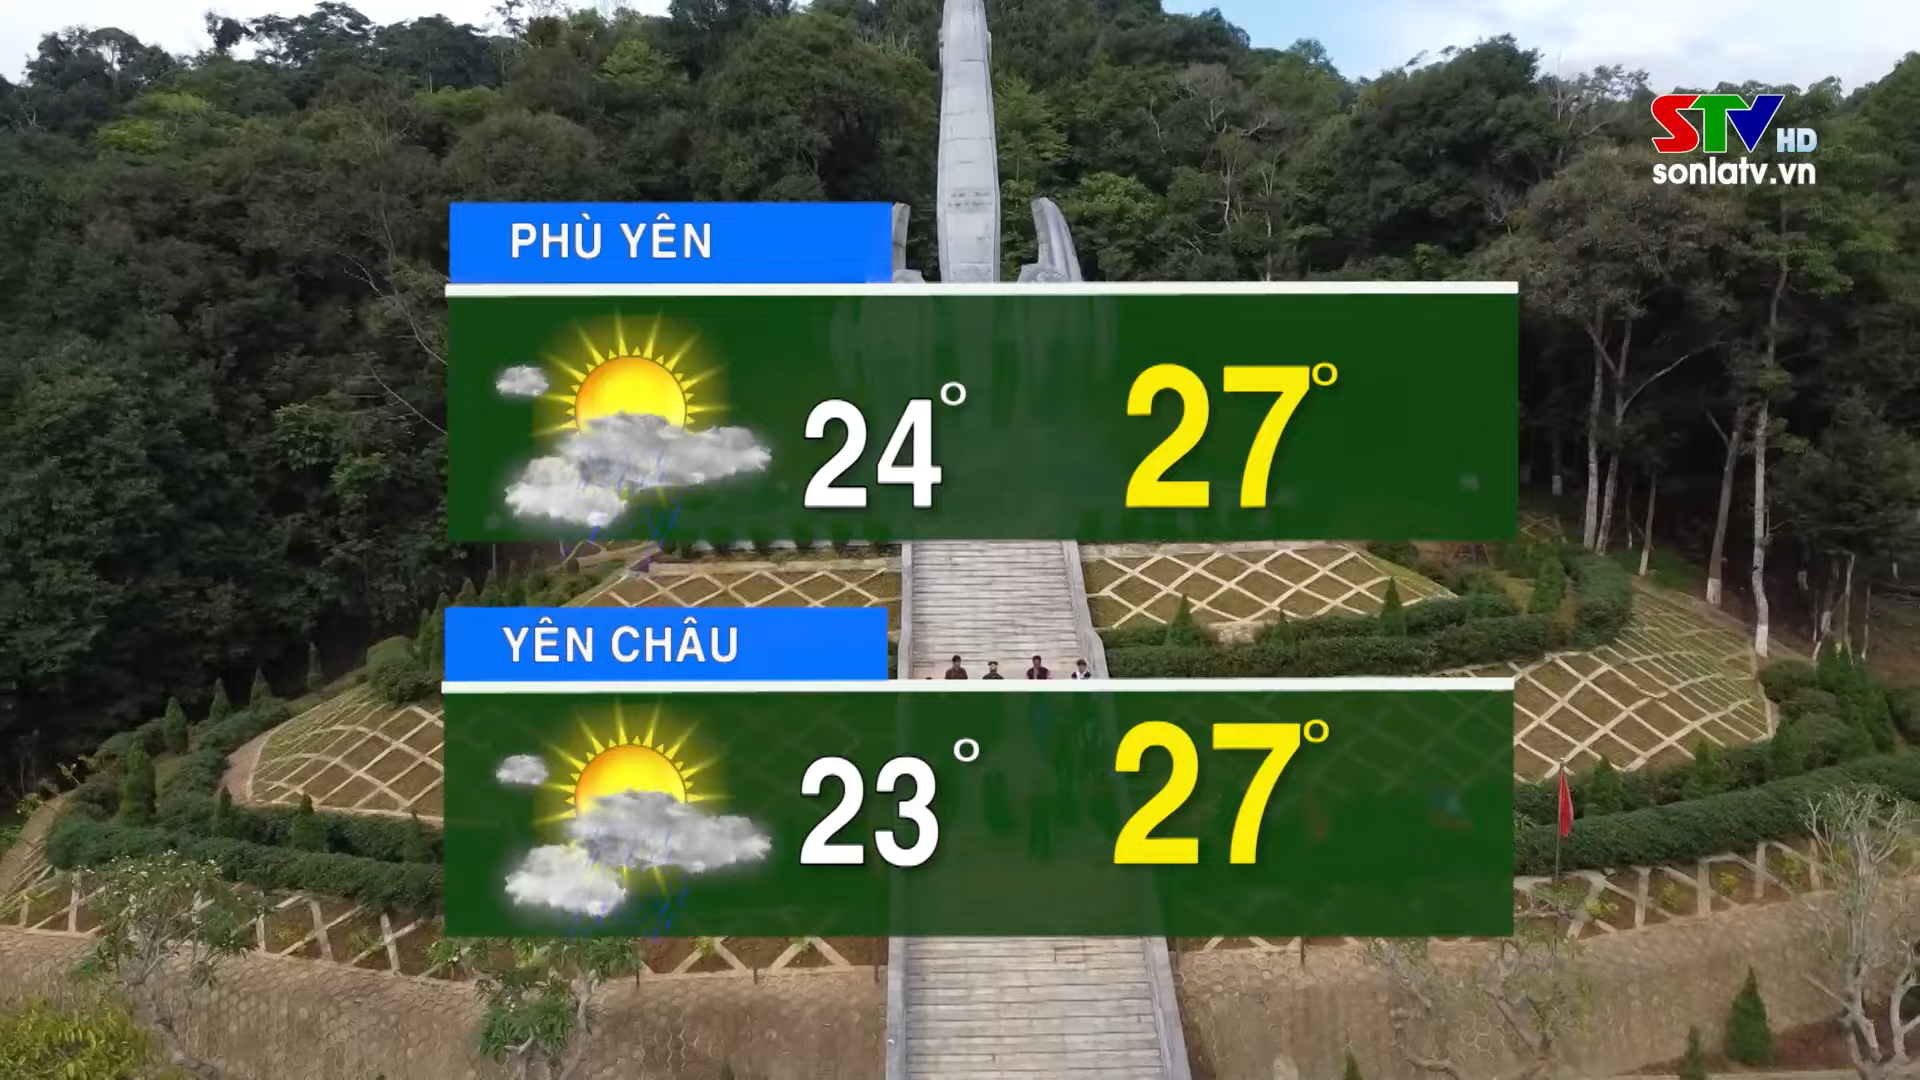 STV HD
sonlatv.vn
PHÙ YÊN
24° 27°
YÊN CHÂU
23° 27°